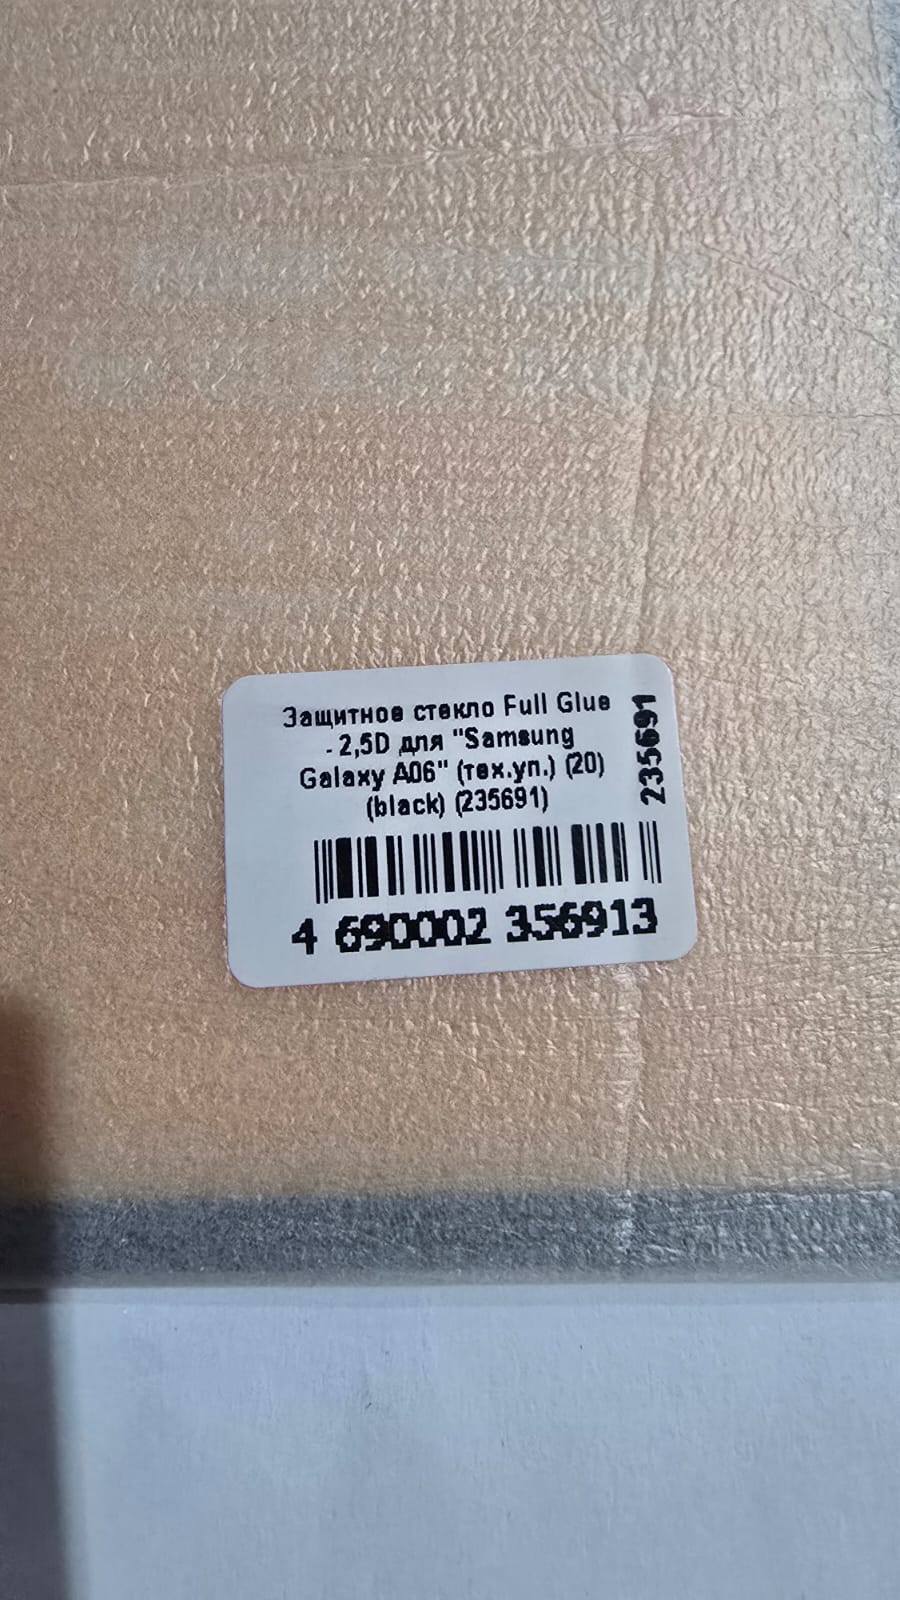 Защитное стекло Full Glue
- 2,5D для "Samsung
Galaxy A06" (тех.уп.) (20)
(black) (235691)
235691
4 690002 356913